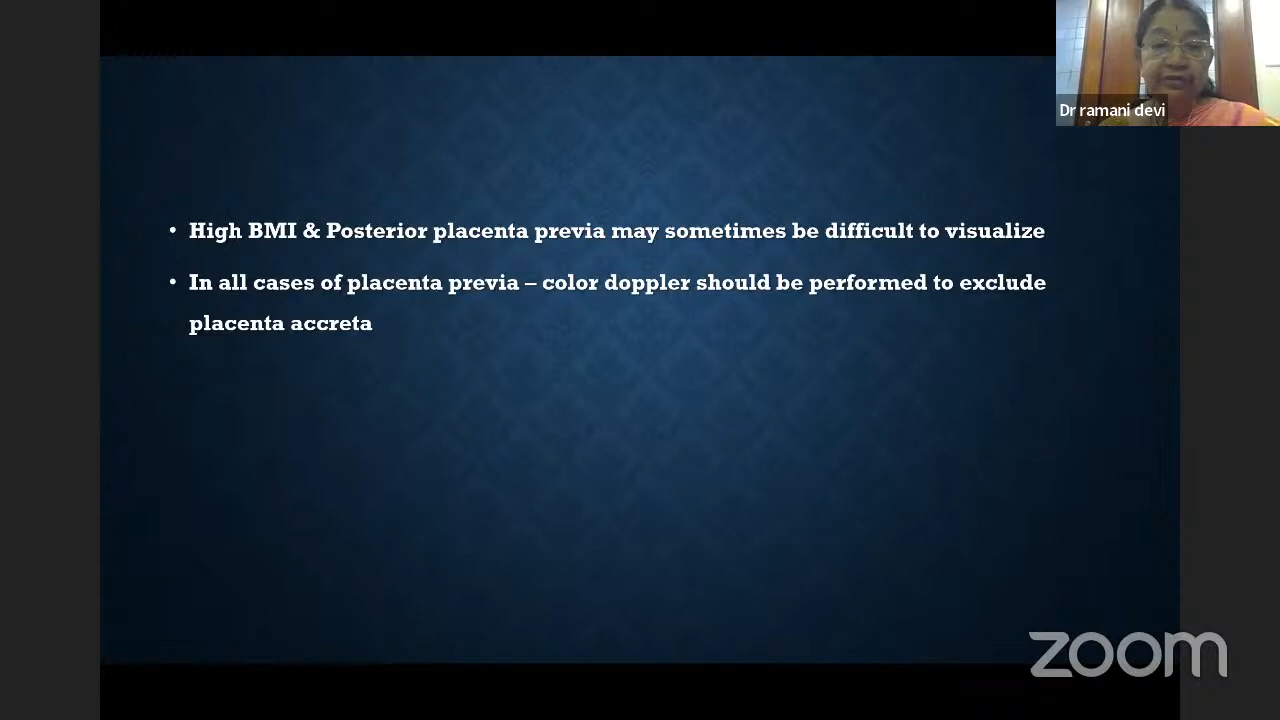 Dr ramani devi
• High BMI & Posterior placenta previa may sometimes be difficult to visualize
• In all cases of placenta previa – color doppler should be performed to exclude
placenta accreta
zoom